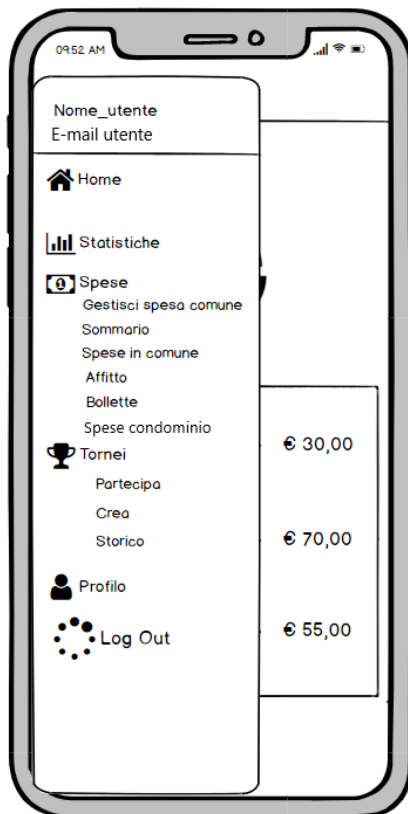 09:52 AM
Nome_utente
E-mail utente
Home
Statistiche
Spese
Gestisci spesa comune
Sommario
Spese in comune
Affitto
Bollette
Spese condominio
€ 30,00
Tornei
Partecipa
Crea
Storico
€ 70,00
Profilo
Log Out
€ 55,00